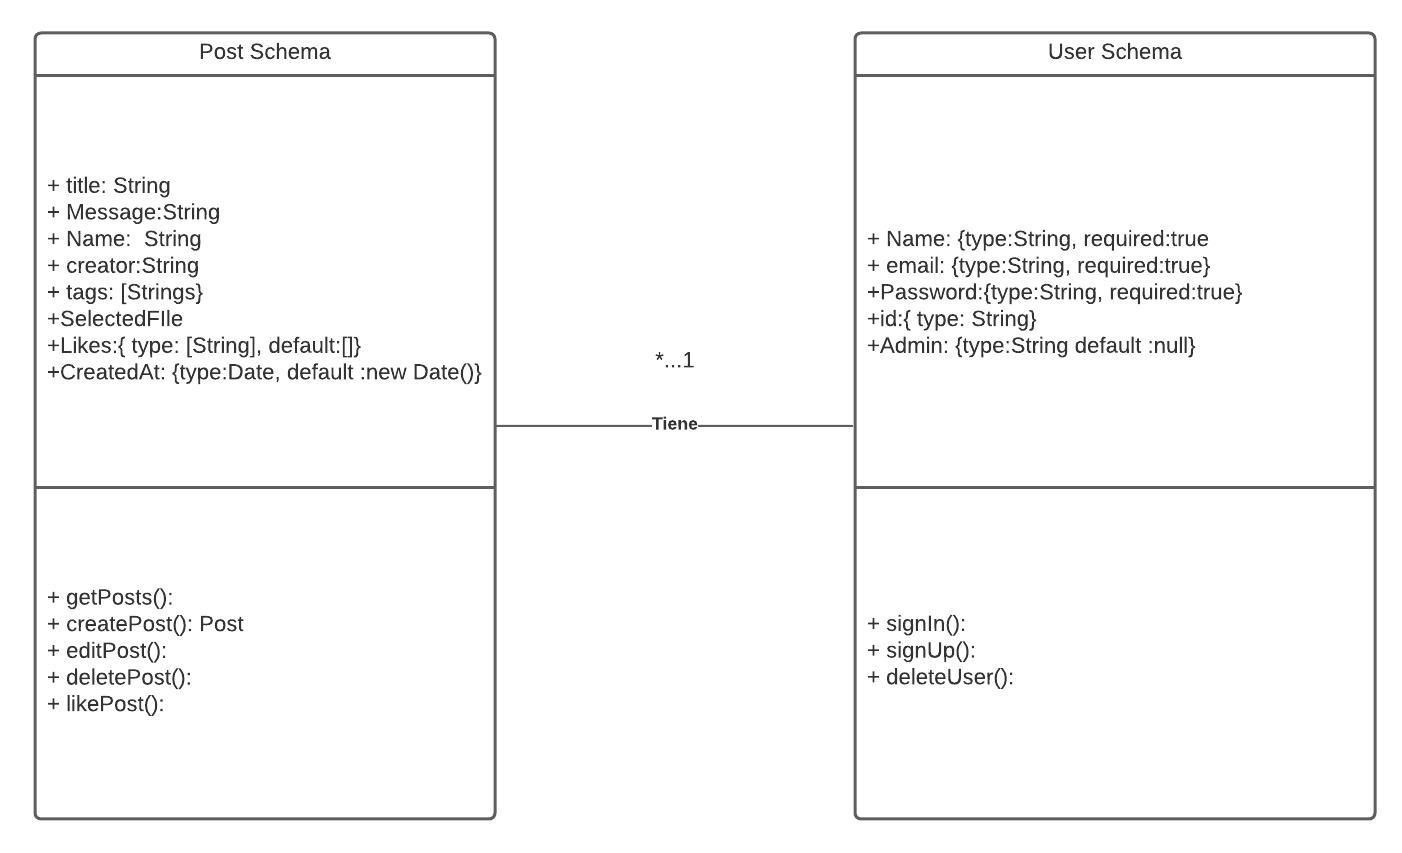 Post Schema
+ title: String
+ Message:String
+ Name:  String
+ creator:String
+ tags: [Strings}
+SelectedFIle
+Likes:{ type: [String], default:[]}
+CreatedAt: {type:Date, default :new Date()}
+ getPosts():
+ createPost(): Post
+ editPost():
+ deletePost():
+ likePost():
*...1
Tiene
User Schema
+ Name: {type:String, required:true
+ email: {type:String, required:true}
+Password:{type:String, required:true}
+id:{ type: String}
+Admin: {type:String default :null}
+ signIn():
+ signUp():
+ deleteUser():